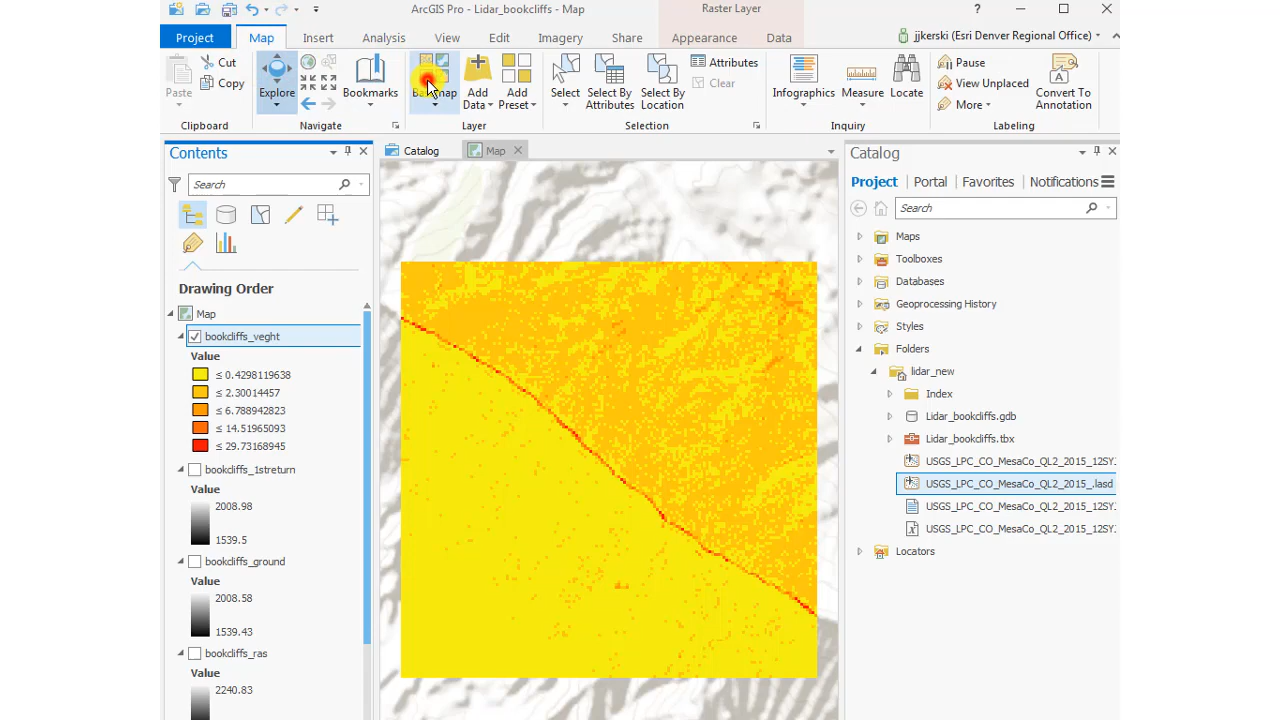 ArcGIS Pro - Lidar_bookcliffs - Map
Raster Layer
?
Project
Map
Insert
Analysis
View
Edit
Imagery
Share
Appearance
Data
jjkerski (Esri Denver Regional Office)
Paste
Cut
Copy
Clipboard
Explore
Bookmarks
Navigate
Add Data
Add Preset
Layer
Select
Select By Attributes
Select By Location
Attributes
Clear
Selection
Infographics
Measure
Locate
Inquiry
Pause
View Unplaced
More
Convert To Annotation
Labeling
Contents
Search
Drawing Order
Map
bookcliffs_veght
Value
≤ 0.4298119638
≤ 2.30014457
≤ 6.788942823
≤ 14.51965093
≤ 29.73168945
bookcliffs_1streturn
Value
2008.98
1539.5
bookcliffs_ground
Value
2008.58
1539.43
bookcliffs_ras
Value
2240.83
Catalog
Map
Catalog
Project
Portal
Favorites
Notifications
Search
Maps
Toolboxes
Databases
Geoprocessing History
Styles
Folders
lidar_new
Index
Lidar_bookcliffs.gdb
Lidar_bookcliffs.tbx
USGS_LPC_CO_MesaCo_QL2_2015_12SY
USGS_LPC_CO_MesaCo_QL2_2015_.lasd
USGS_LPC_CO_MesaCo_QL2_2015_12SY
USGS_LPC_CO_MesaCo_QL2_2015_12SY
Locators